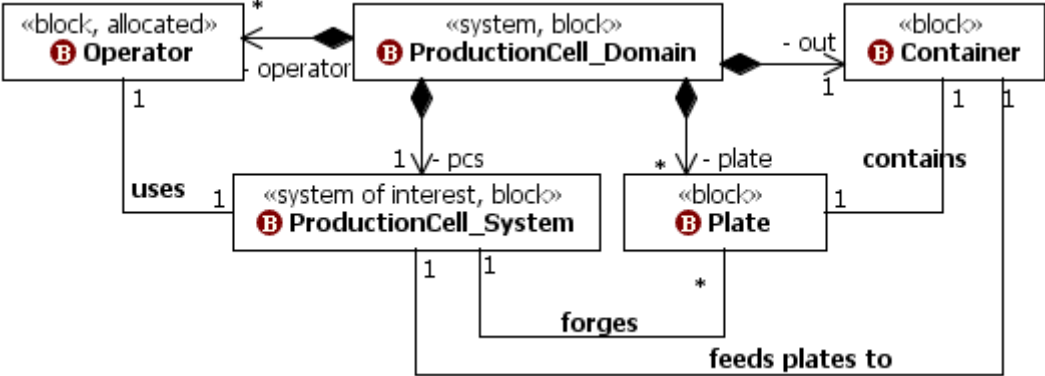 *
«block, allocated»
B Operator
- operator
«system, block»
B ProductionCell_Domain
- out
1
«block»
B Container
1
1
1
uses
1
1
- pcs
*
- plate
contains
«system of interest, block»
B ProductionCell_System
«block»
B Plate
1
1
1
*
forges
feeds plates to